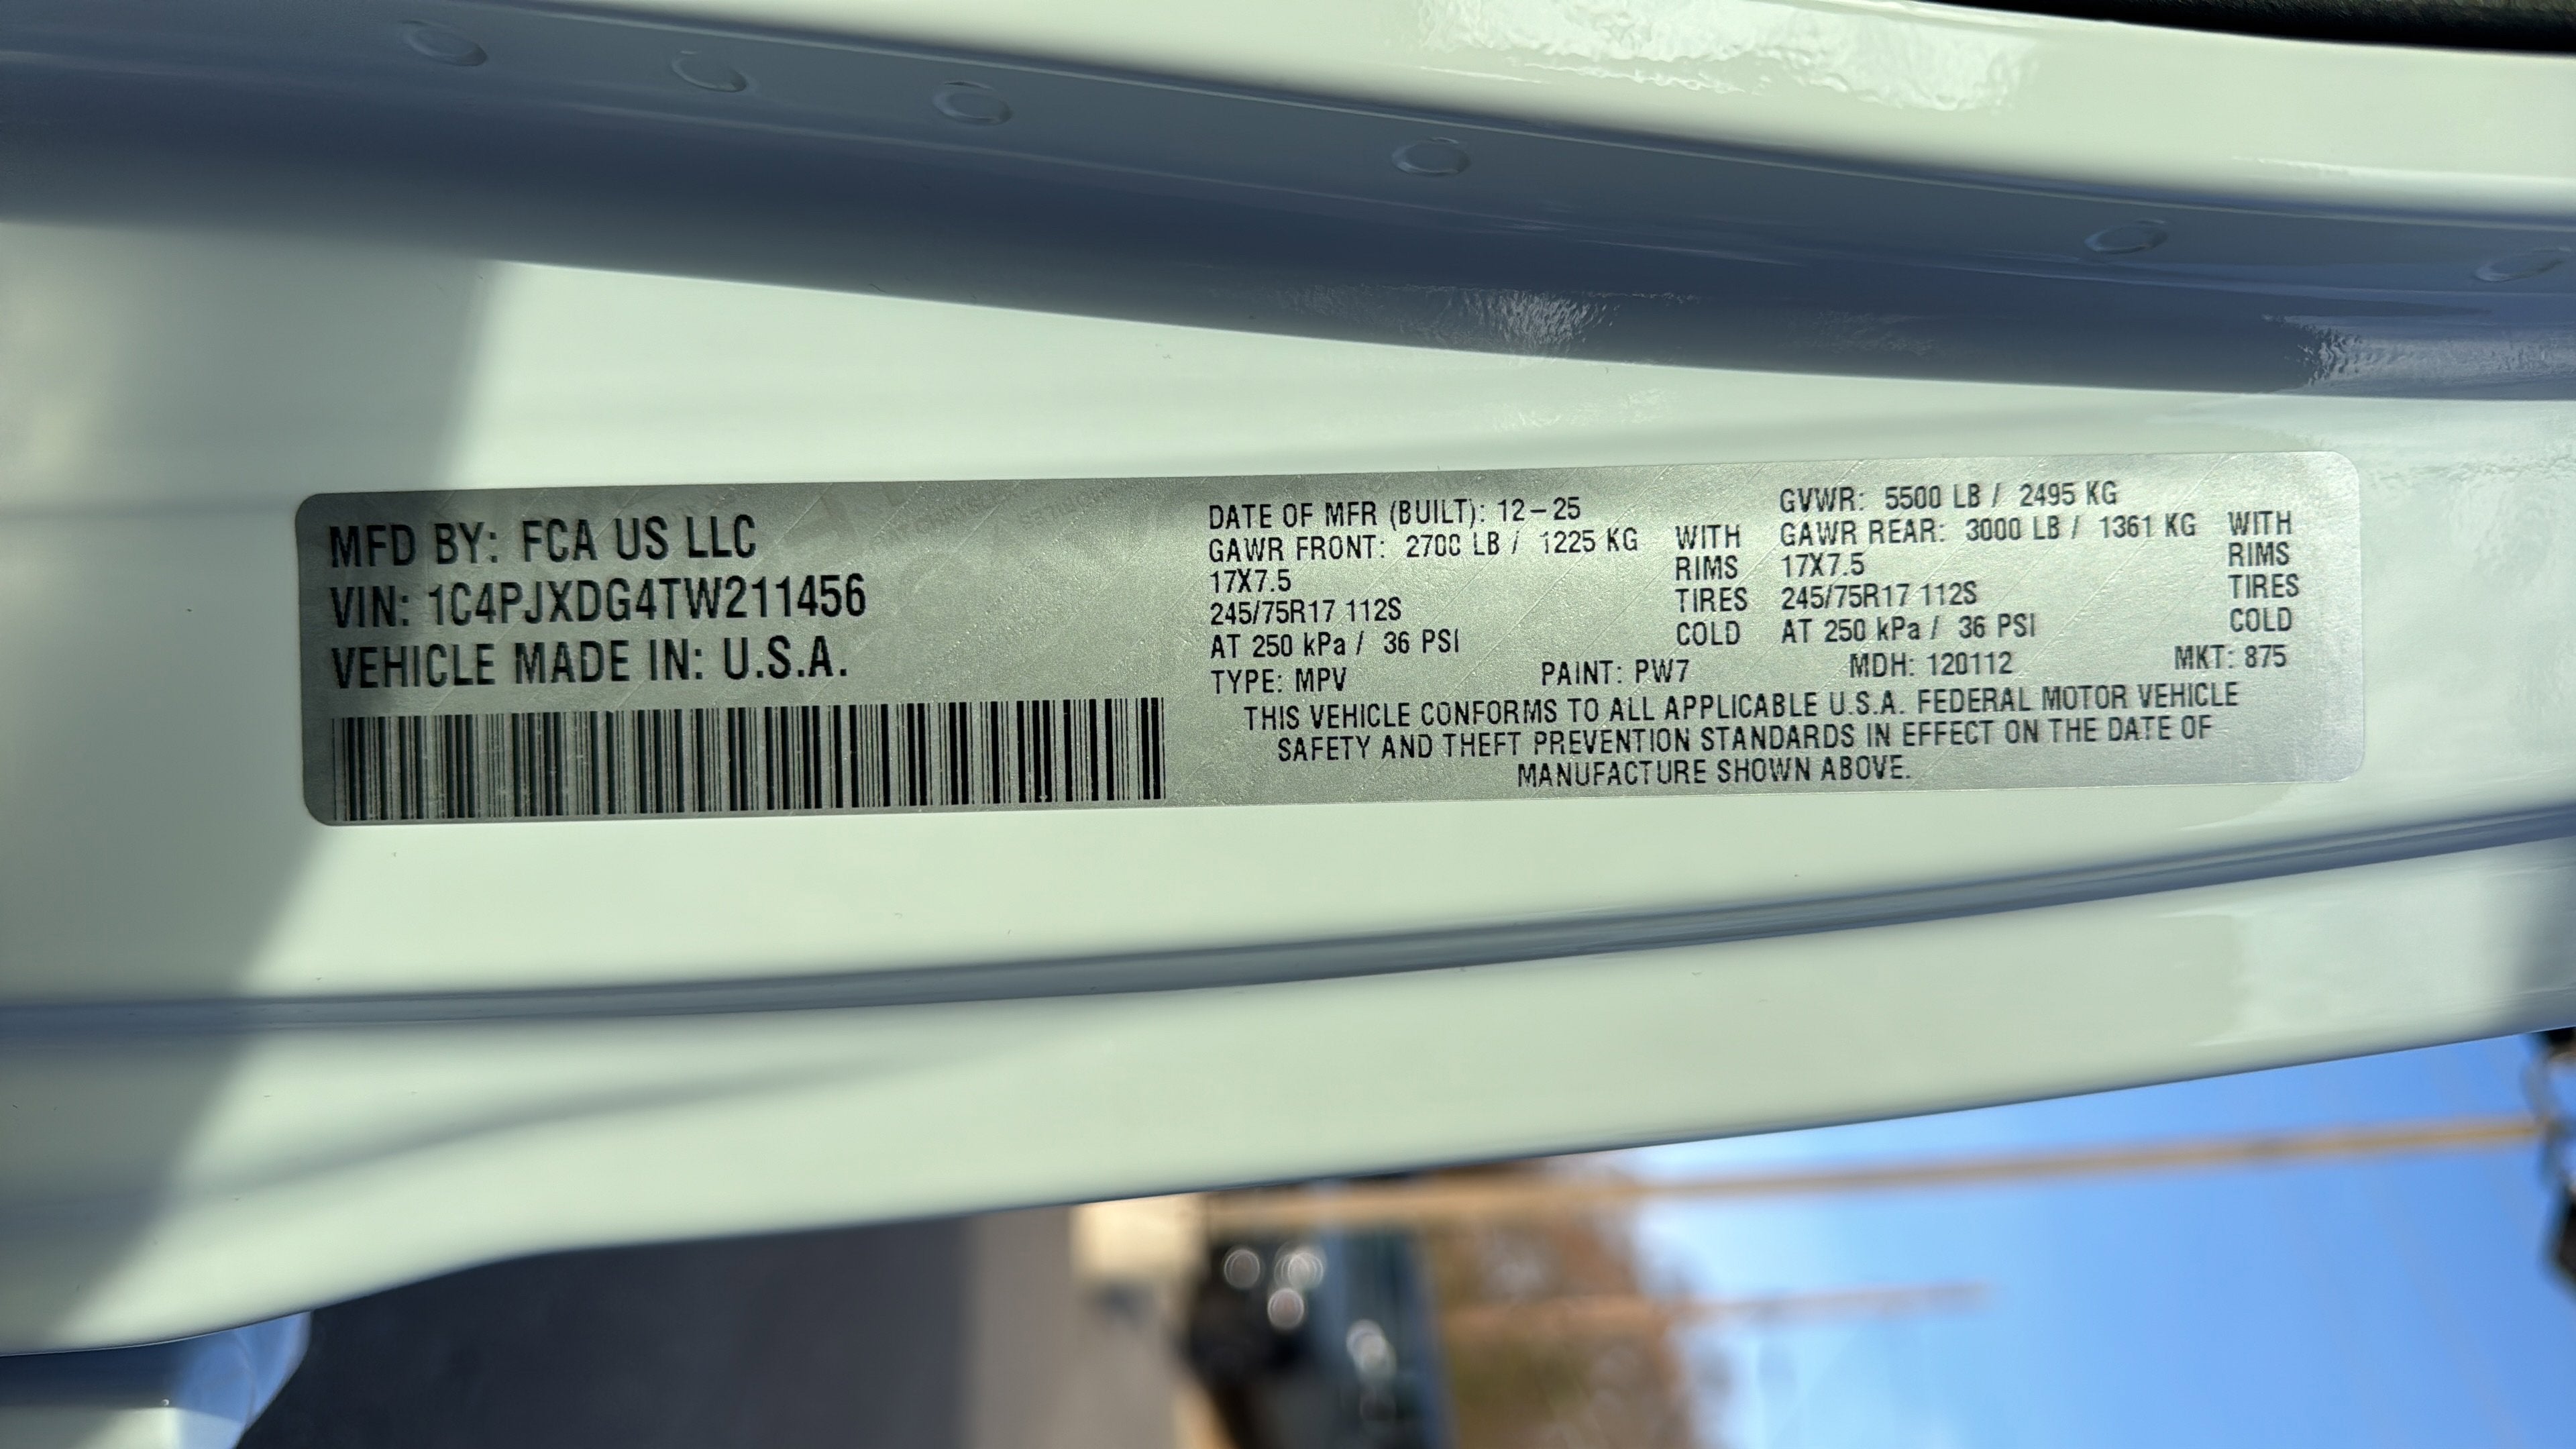 MFD BY: FCA US LLC
VIN: 1C4PJXDG4TW211456
VEHICLE MADE IN: U.S.A.
DATE OF MFR (BUILT): 12-25 GVWR: 5500 LB / 2495 KG
GAWR FRONT: 2700 LB / 1225 KG WITH GAWR REAR: 3000 LB / 1361 KG WITH
17X7.5 RIMS 17X7.5 RIMS
245/75R17 112S TIRES 245/75R17 112S TIRES
AT 250 kPa / 36 PSI COLD AT 250 kPa / 36 PSI COLD
TYPE: MPV PAINT: PW7 MDH: 120112 MKT: 875
THIS VEHICLE CONFORMS TO ALL APPLICABLE U.S.A. FEDERAL MOTOR VEHICLE
SAFETY AND THEFT PREVENTION STANDARDS IN EFFECT ON THE DATE OF
MANUFACTURE SHOWN ABOVE.